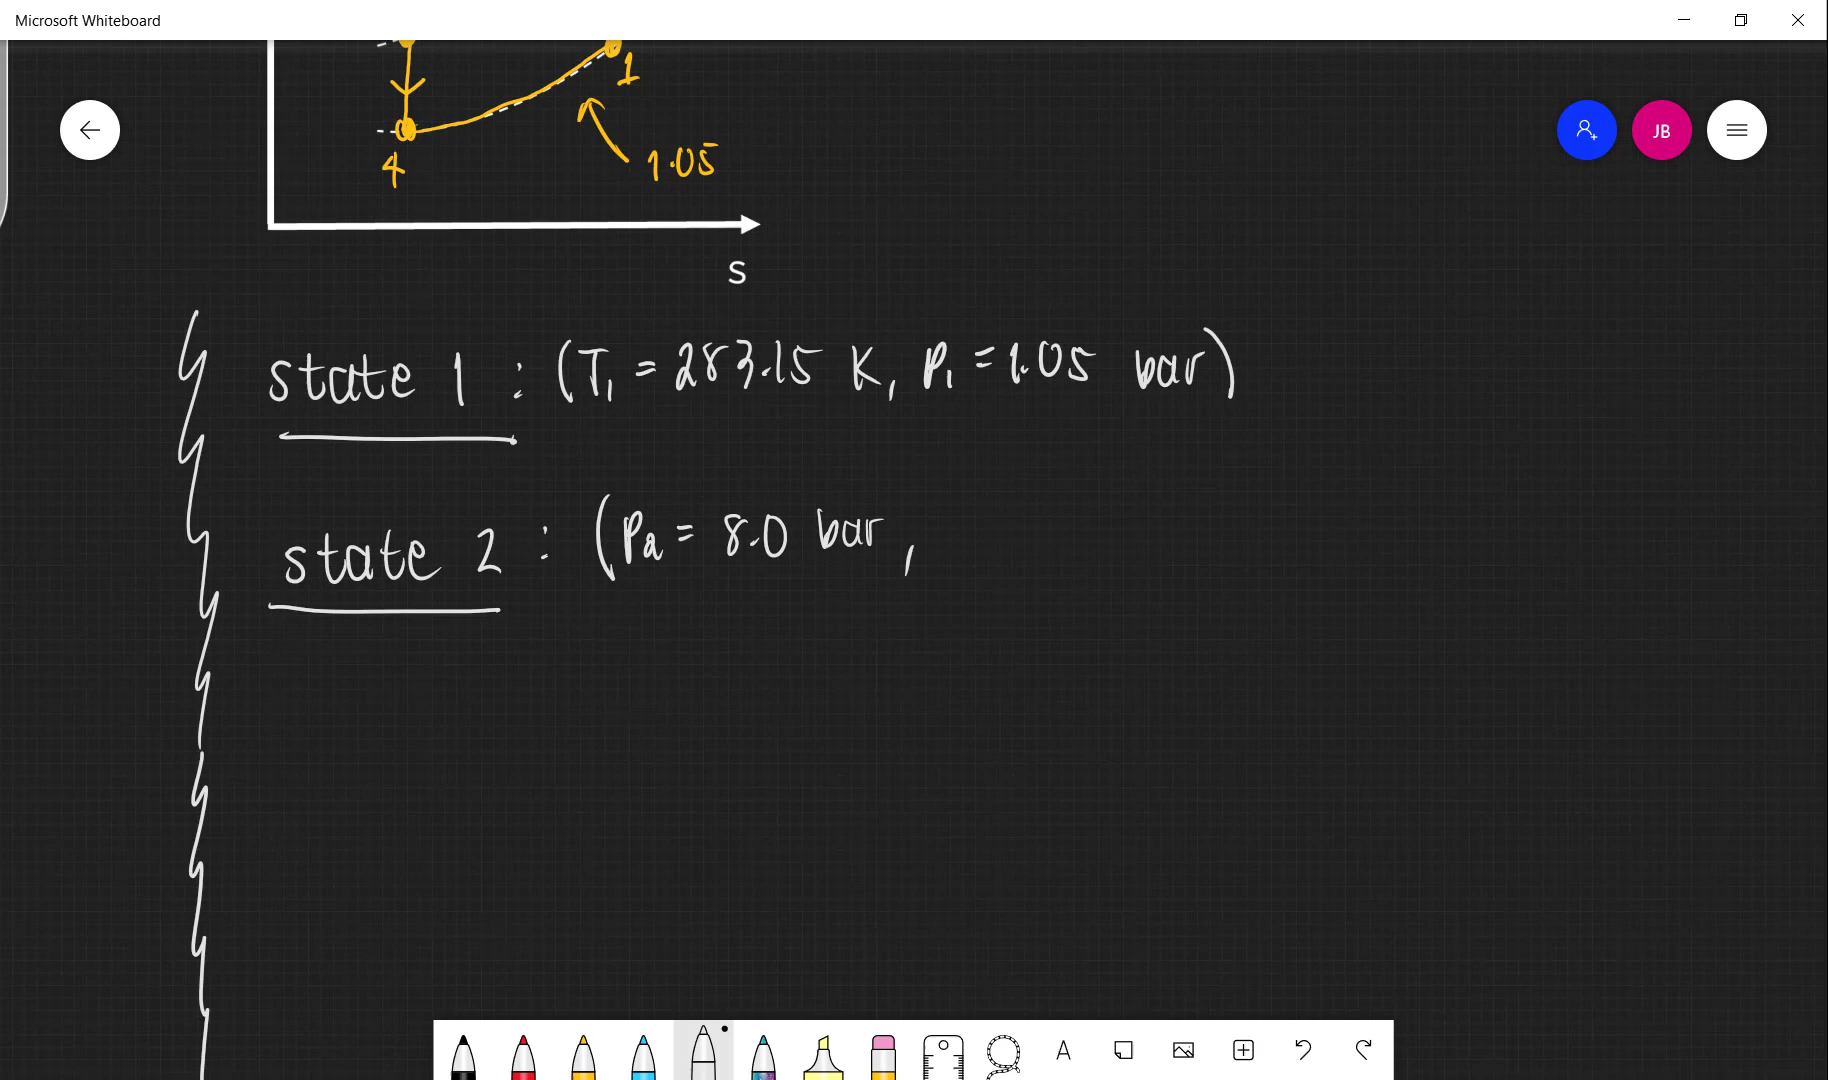 Microsoft Whiteboard
1
1.05
4
JB
S
state 1 : (T₁ = 283.15 K, P₁ = 1.05 bar)
state 2 : (P₂ = 8.0 bar,
A